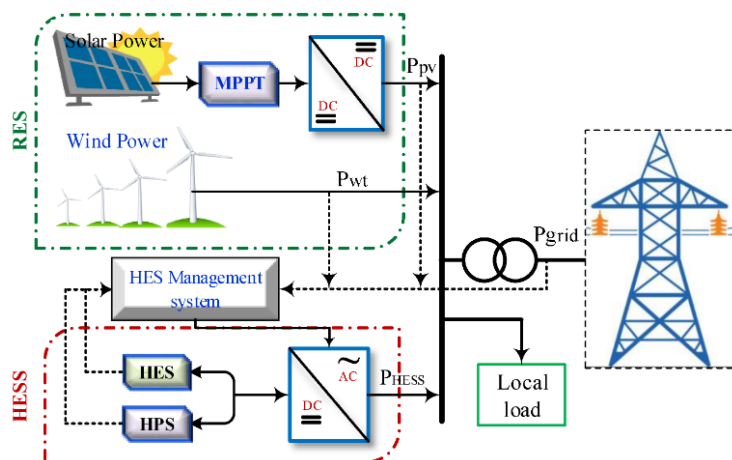 Solar Power
MPPT
DC
DC
Ppv
RES
Wind Power
Pwt
Pgrid
HES Management
system
HESS
HES
HPS
AC
DC
PHESS
Local
load